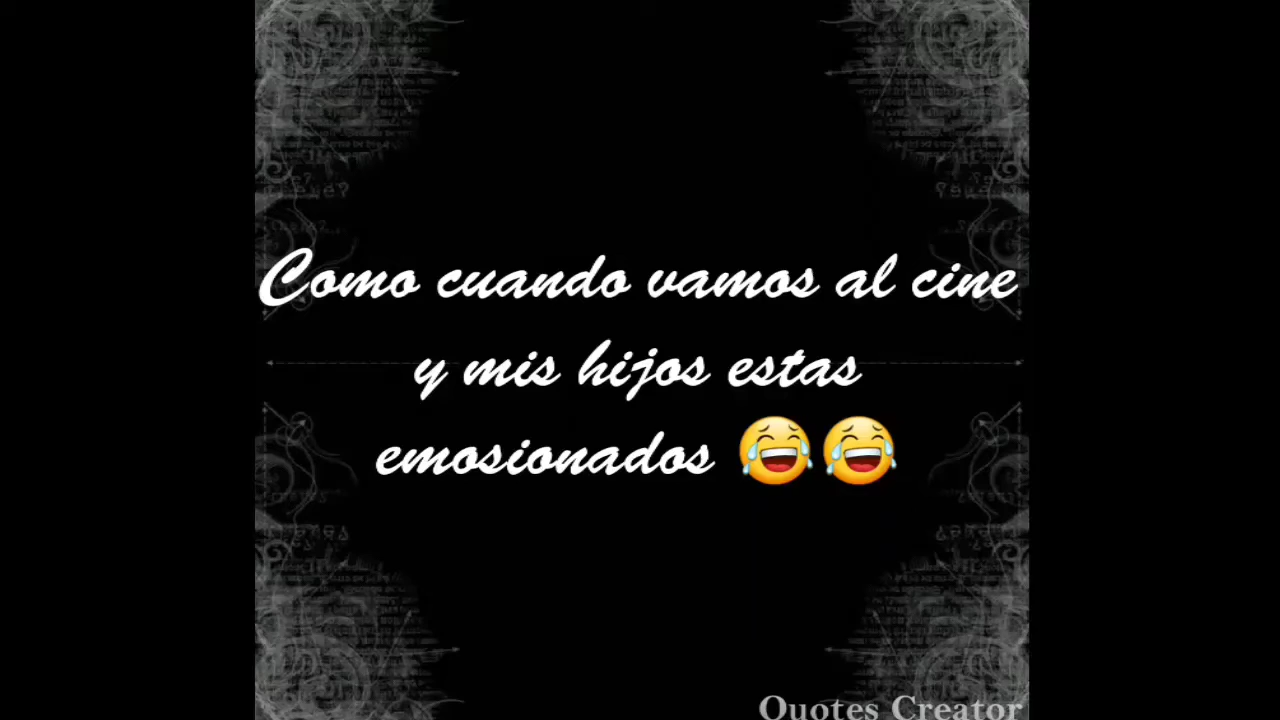 Como cuando vamos al cine
y mis hijos estas
emosionados 😂😂
Quotes Creator